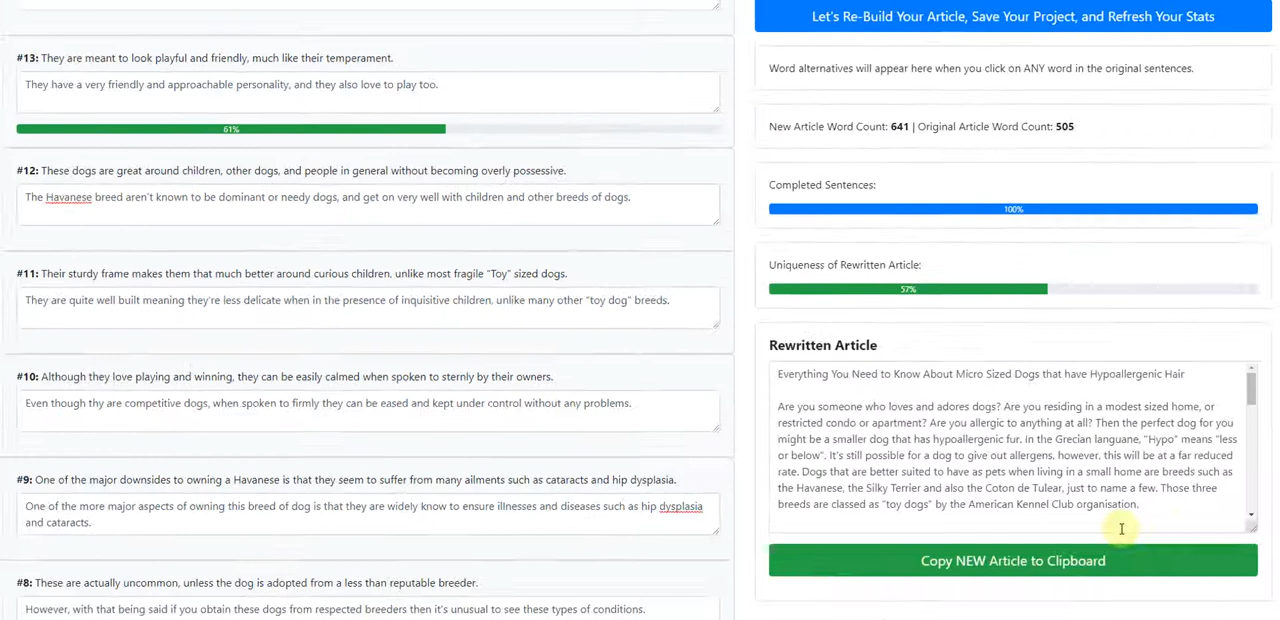 #13: They are meant to look playful and friendly, much like their temperament.
They have a very friendly and approachable personality, and they also love to play too.
61%
#12: These dogs are great around children, other dogs, and people in general without becoming overly possessive.
The Havanese breed aren't known to be dominant or needy dogs, and get on very well with children and other breeds of dogs.
#11: Their sturdy frame makes them that much better around curious children, unlike most fragile "Toy" sized dogs.
They are quite well built meaning they're less delicate when in the presence of inquisitive children, unlike many other "toy dog" breeds.
#10: Although they love playing and winning, they can be easily calmed when spoken to sternly by their owners.
Even though thy are competitive dogs, when spoken to firmly they can be eased and kept under control without any problems.
#9: One of the major downsides to owning a Havanese is that they seem to suffer from many ailments such as cataracts and hip dysplasia.
One of the more major aspects of owning this breed of dog is that they are widely know to ensure illnesses and diseases such as hip dysplasia
and cataracts.
#8: These are actually uncommon, unless the dog is adopted from a less than reputable breeder.
However, with that being said if you obtain these dogs from respected breeders then it's unusual to see these types of conditions.
Let's Re-Build Your Article, Save Your Project, and Refresh Your Stats
Word alternatives will appear here when you click on ANY word in the original sentences.
New Article Word Count: 641 | Original Article Word Count: 505
Completed Sentences:
100%
Uniqueness of Rewritten Article:
57%
Rewritten Article
Everything You Need to Know About Micro Sized Dogs that have Hypoallergenic Hair
Are you someone who loves and adores dogs? Are you residing in a modest sized home, or
restricted condo or apartment? Are you allergic to anything at all? Then the perfect dog for you
might be a smaller dog that has hypoallergenic fur. In the Grecian languane, "Hypo" means "less
or below". It's still possible for a dog to give out allergens, however, this will be at a far reduced
rate. Dogs that are better suited to have as pets when living in a small home are breeds such as
the Havanese, the Silky Terrier and also the Coton de Tulear, just to name a few. Those three
breeds are classed as "toy dogs" by the American Kennel Club organisation.
Copy NEW Article to Clipboard